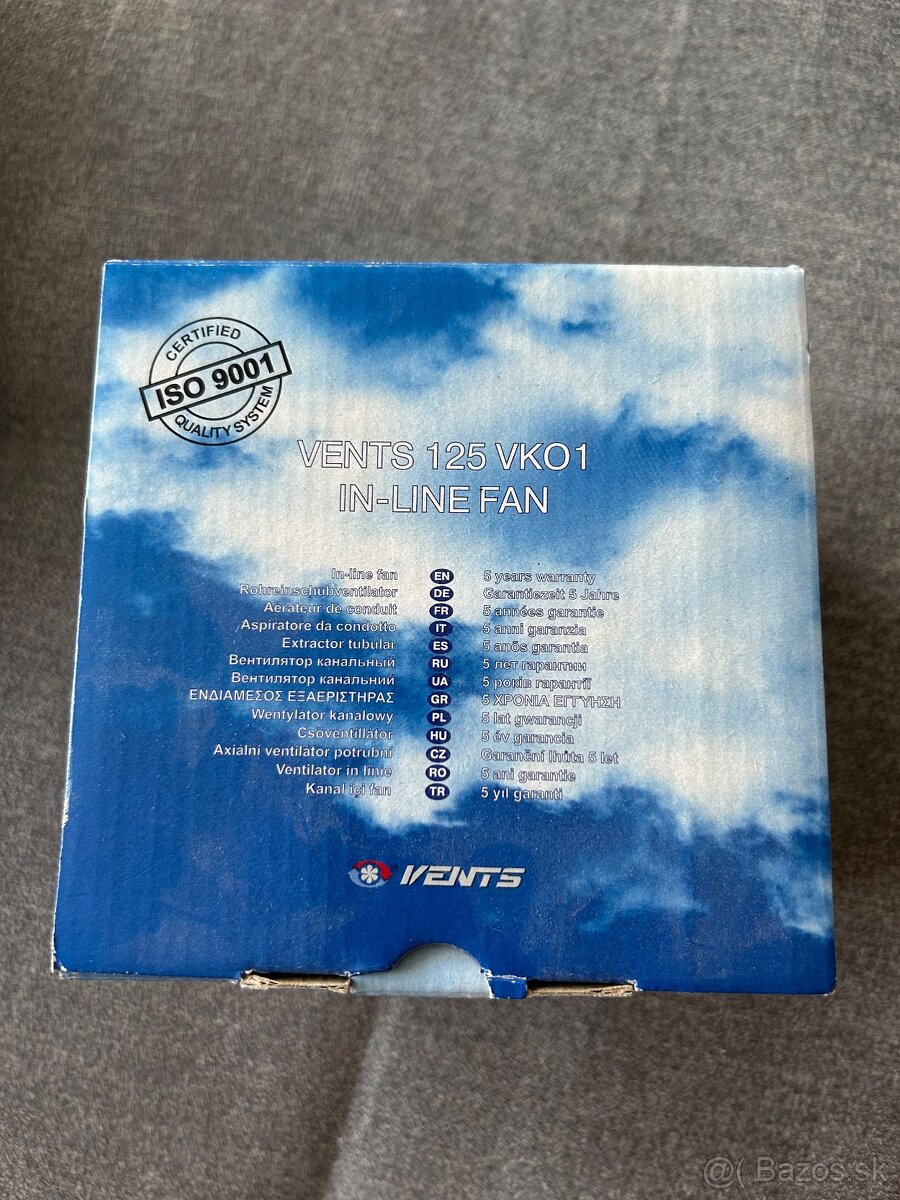 CERTIFIED
ISO 9001
QUALITY SYSTEM
VENTS 125 VKO1
IN-LINE FAN
In-line fan EN 5 years warranty
Rohreinschubventilator DE Garantiezeit 5 Jahre
Aerateur de conduit FR 5 années garantie
Aspiratore da condotto IT 5 anni garanzia
Extractor tubular ES 5 anõs garantia
Вентилятор канальный RU 5 лет гарантии
Вентилятор канальний UA 5 років гарантії
ΕΝΔΙΑΜΕΣΟΣ ΕΞΑΕΡΙΣΤΗΡΑΣ GR 5 ΧΡΟΝΙΑ ΕΓΓΥΗΣΗ
Wentylator kanałowy PL 5 lat gwarancji
Csőventillátor HU 5 év garancia
Axiální ventilátor potrubní CZ Garanční lhůta 5 let
Ventilator in linie RO 5 ani garantie
Kanal içi fan TR 5 yıl garanti
VENTS
@( Bazos.sk